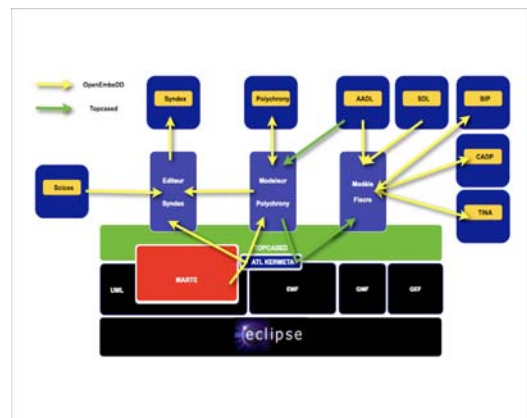 OpenEmbeDD
Topcased
Syndex
Polychrony
AADL
SDL
BIP
CADP
TINA
Scicos
Editeur
Syndex
Modeleur
Polychrony
Modèle
Fiacre
TOPCASED
ATL KERMETA
MARTE
UML
EMF
GMF
GEF
eclipse